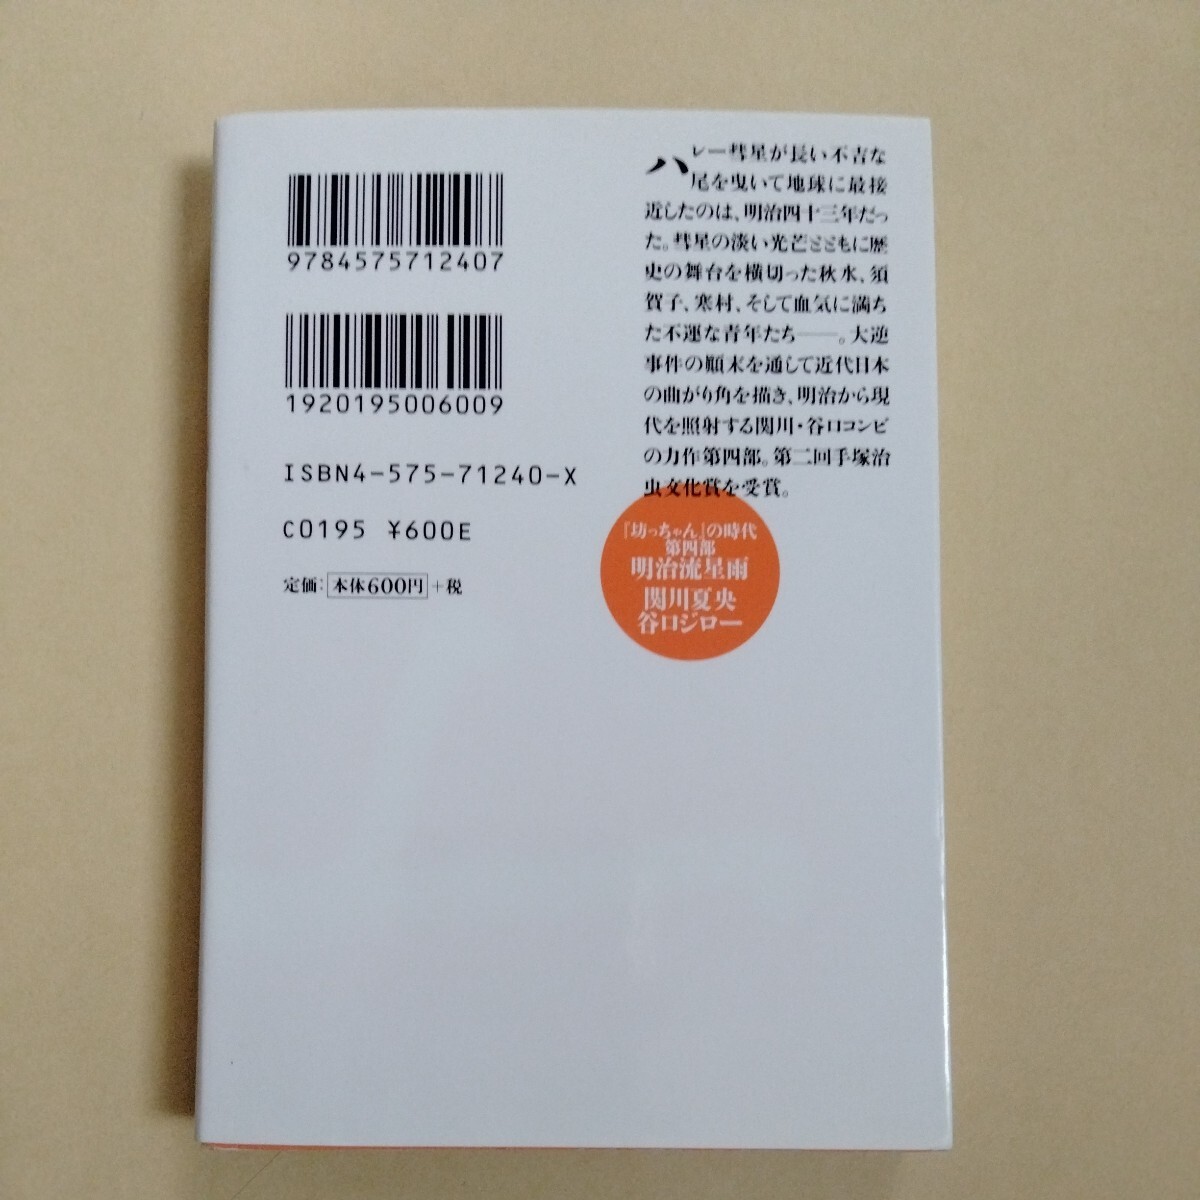 9784575712407
1920195006009
ISBN4-575-71240-X
C0195 ¥600E
定価:本体600円+税
ハレー彗星が長い不吉な
尾を曳いて地球に最接
近したのは、明治四十三年だっ
た。彗星の淡い光芒とともに歴
史の舞台を横切った秋水、須
賀子、寒村、そして血気に満ち
た不運な青年たち――。大逆
事件の顚末を通して近代日本
の曲がり角を描き、明治から現
代を照射する関川・谷口コンビ
の力作第四部。第二回手塚治
虫文化賞を受賞。
『坊っちゃん』の時代
第四部
明治流星雨
関川夏央
谷口ジロー